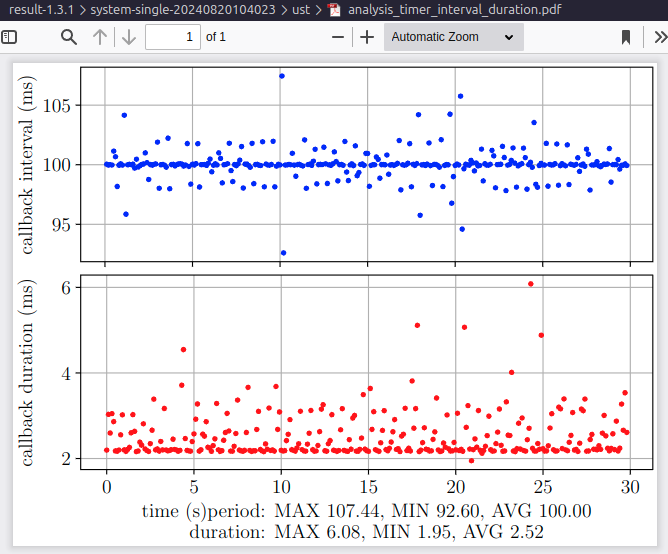 result-1.3.1 > system-single-20240820104023 > ust > analysis_timer_interval_duration.pdf
1 of 1 Automatic Zoom
callback interval (ms)
105
100
95
callback duration (ms)
6
4
2
0 5 10 15 20 25 30
time (s)period: MAX 107.44, MIN 92.60, AVG 100.00
duration: MAX 6.08, MIN 1.95, AVG 2.52